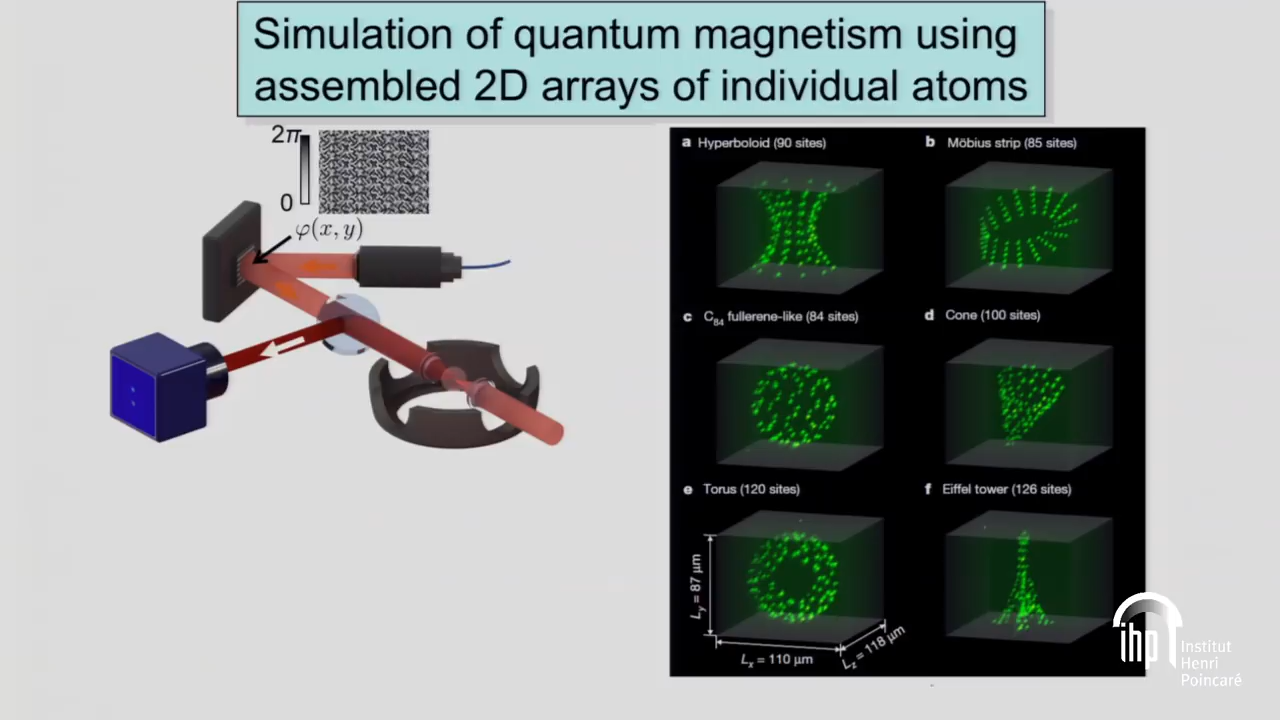 Simulation of quantum magnetism using
assembled 2D arrays of individual atoms
2π
0
φ(x, y)
a Hyperboloid (90 sites)
b Möbius strip (85 sites)
c C84 fullerene-like (84 sites)
d Cone (100 sites)
e Torus (120 sites)
f Eiffel tower (126 sites)
Ly = 87 µm
Lx = 110 µm
Lz = 118 µm
ihp
Institut
Henri
Poincaré